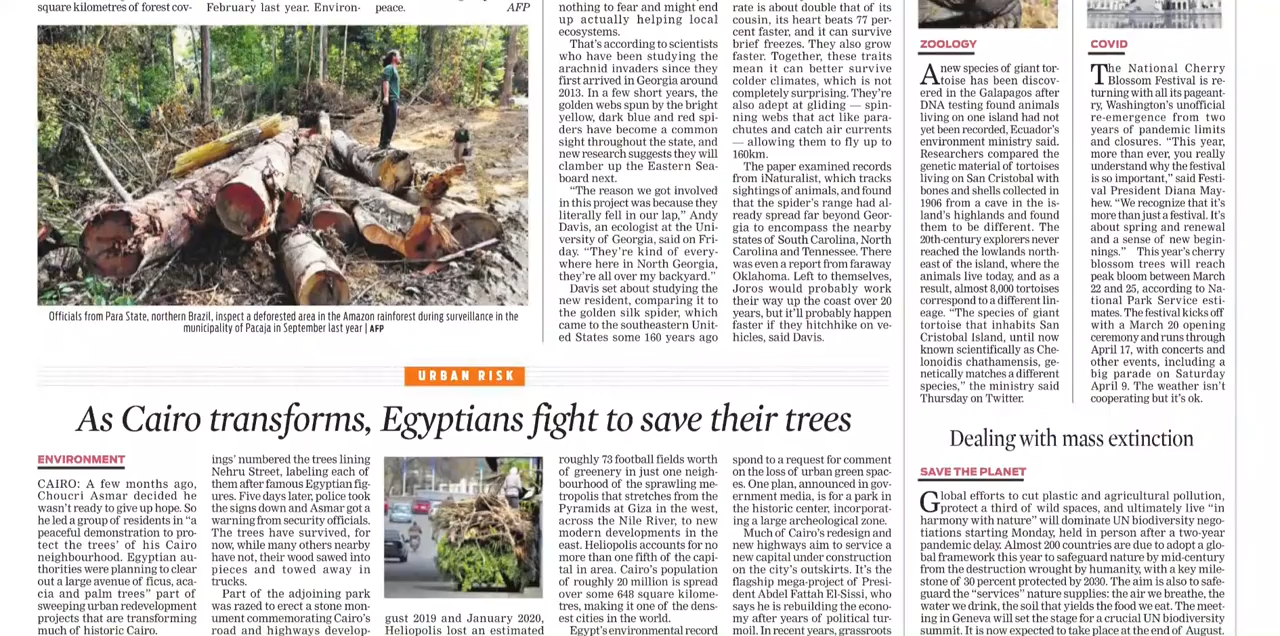 square kilometres of forest cov-
February last year. Environ-
peace.
AFP
Officials from Para State, northern Brazil, inspect a deforested area in the Amazon rainforest during surveillance in the
municipality of Pacaja in September last year | AFP
nothing to fear and might end
up actually helping local
ecosystems.
That's according to scientists
who have been studying the
arachnid invaders since they
first arrived in Georgia around
2013. In a few short years, the
golden webs spun by the bright
yellow, dark blue and red spi-
ders have become a common
sight throughout the state, and
new research suggests they will
clamber up the Eastern Sea-
board next.
"The reason we got involved
in this project was because they
literally fell in our lap," Andy
Davis, an ecologist at the Uni-
versity of Georgia, said on Fri-
day. "They're kind of every-
where here in North Georgia,
they're all over my backyard."
Davis set about studying the
new resident, comparing it to
the golden silk spider, which
came to the southeastern Unit-
ed States some 160 years ago
rate is about double that of its
cousin, its heart beats 77 per-
cent faster, and it can survive
brief freezes. They also grow
faster. Together, these traits
mean it can better survive
colder climates, which is not
completely surprising. They're
also adept at gliding — spin-
ning webs that act like para-
chutes and catch air currents
— allowing them to fly up to
160km.
The paper examined records
from iNaturalist, which tracks
sightings of animals, and found
that the spider's range had al-
ready spread far beyond Geor-
gia to encompass the nearby
states of South Carolina, North
Carolina and Tennessee. There
was even a report from faraway
Oklahoma. Left to themselves,
Joros would probably work
their way up the coast over 20
years, but it'll probably happen
faster if they hitchhike on ve-
hicles, said Davis.
ZOOLOGY
A new species of giant tor-
toise has been discov-
ered in the Galapagos after
DNA testing found animals
living on one island had not
yet been recorded, Ecuador's
environment ministry said.
Researchers compared the
genetic material of tortoises
living on San Cristobal with
bones and shells collected in
1906 from a cave in the is-
land's highlands and found
them to be different. The
20th-century explorers never
reached the lowlands north-
east of the island, where the
animals live today, and as a
result, almost 8,000 tortoises
correspond to a different lin-
eage. "The species of giant
tortoise that inhabits San
Cristobal Island, until now
known scientifically as Che-
lonoidis chathamensis, ge-
netically matches a different
species," the ministry said
Thursday on Twitter.
COVID
The National Cherry
Blossom Festival is re-
turning with all its pageant-
ry, Washington's unofficial
re-emergence from two
years of pandemic limits
and closures. "This year,
more than ever, you really
understand why the festival
is so important," said Festi-
val President Diana May-
hew. "We recognize that it's
more than just a festival. It's
about spring and renewal
and a sense of new begin-
nings." This year's cherry
blossom trees will reach
peak bloom between March
22 and 25, according to Na-
tional Park Service esti-
mates. The festival kicks off
with a March 20 opening
ceremony and runs through
April 17, with concerts and
other events, including a
big parade on Saturday
April 9. The weather isn't
cooperating but it's ok.
URBAN RISK
As Cairo transforms, Egyptians fight to save their trees
ENVIRONMENT
CAIRO: A few months ago,
Choucri Asmar decided he
wasn't ready to give up hope. So
he led a group of residents in "a
peaceful demonstration to pro-
tect the trees' of his Cairo
neighbourhood. Egyptian au-
thorities were planning to clear
out a large avenue of ficus, aca-
cia and palm trees" part of
sweeping urban redevelopment
projects that are transforming
much of historic Cairo.
ings' numbered the trees lining
Nehru Street, labeling each of
them after famous Egyptian fig-
ures. Five days later, police took
the signs down and Asmar got a
warning from security officials.
The trees have survived, for
now, while many others nearby
have not, their wood sawed into
pieces and towed away in
trucks.
Part of the adjoining park
was razed to erect a stone mon-
ument commemorating Cairo's
road and highways develop-
gust 2019 and January 2020,
Heliopolis lost an estimated
roughly 73 football fields worth
of greenery in just one neigh-
bourhood of the sprawling me-
tropolis that stretches from the
Pyramids at Giza in the west,
across the Nile River, to new
modern developments in the
east. Heliopolis accounts for no
more than one fifth of the capi-
tal in area. Cairo's population
of roughly 20 million is spread
over some 648 square kilome-
tres, making it one of the dens-
est cities in the world.
Egypt's environmental record
spond to a request for comment
on the loss of urban green spac-
es. One plan, announced in gov-
ernment media, is for a park in
the historic center, incorporat-
ing a large archeological zone.
Much of Cairo's redesign and
new highways aim to service a
new capital under construction
on the city's outskirts. It's the
flagship mega-project of Presi-
dent Abdel Fattah El-Sissi, who
says he is rebuilding the econo-
my after years of political tur-
moil. In recent years, grassroots
Dealing with mass extinction
SAVE THE PLANET
Global efforts to cut plastic and agricultural pollution,
protect a third of wild spaces, and ultimately live "in
harmony with nature" will dominate UN biodiversity nego-
tiations starting Monday, held in person after a two-year
pandemic delay. Almost 200 countries are due to adopt a glo-
bal framework this year to safeguard nature by mid-century
from the destruction wrought by humanity, with a key mile-
stone of 30 percent protected by 2030. The aim is also to safe-
guard the "services" nature supplies: the air we breathe, the
water we drink, the soil that yields the food we eat. The meet-
ing in Geneva will set the stage for a crucial UN biodiversity
summit. It is now expected to take place at the end of August.